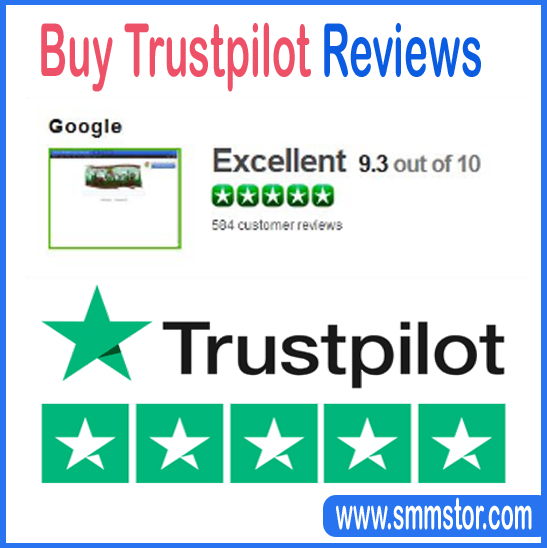 Buy Trustpilot Reviews
Google
Excellent 9.3 out of 10
584 customer reviews
Trustpilot
www.smmstor.com